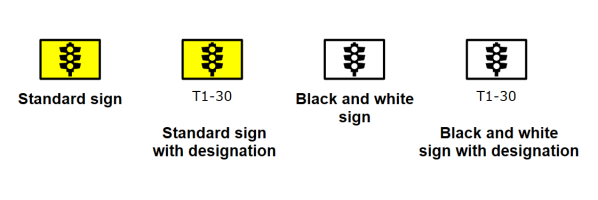 Standard sign
T1-30
Standard sign
with designation
Black and white
sign
T1-30
Black and white
sign with designation